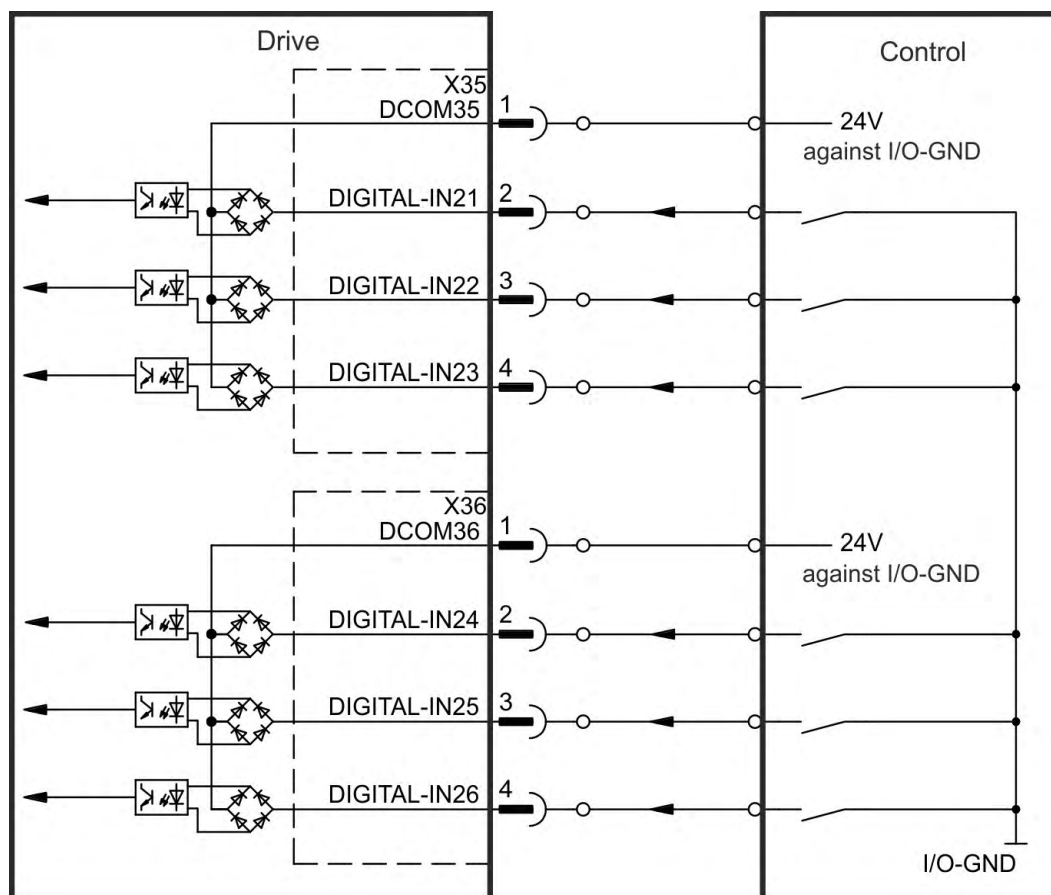 Drive
Control
X35
DCOM35 1
24V
against I/O-GND
DIGITAL-IN21 2
DIGITAL-IN22 3
DIGITAL-IN23 4
X36
DCOM36 1
24V
against I/O-GND
DIGITAL-IN24 2
DIGITAL-IN25 3
DIGITAL-IN26 4
I/O-GND